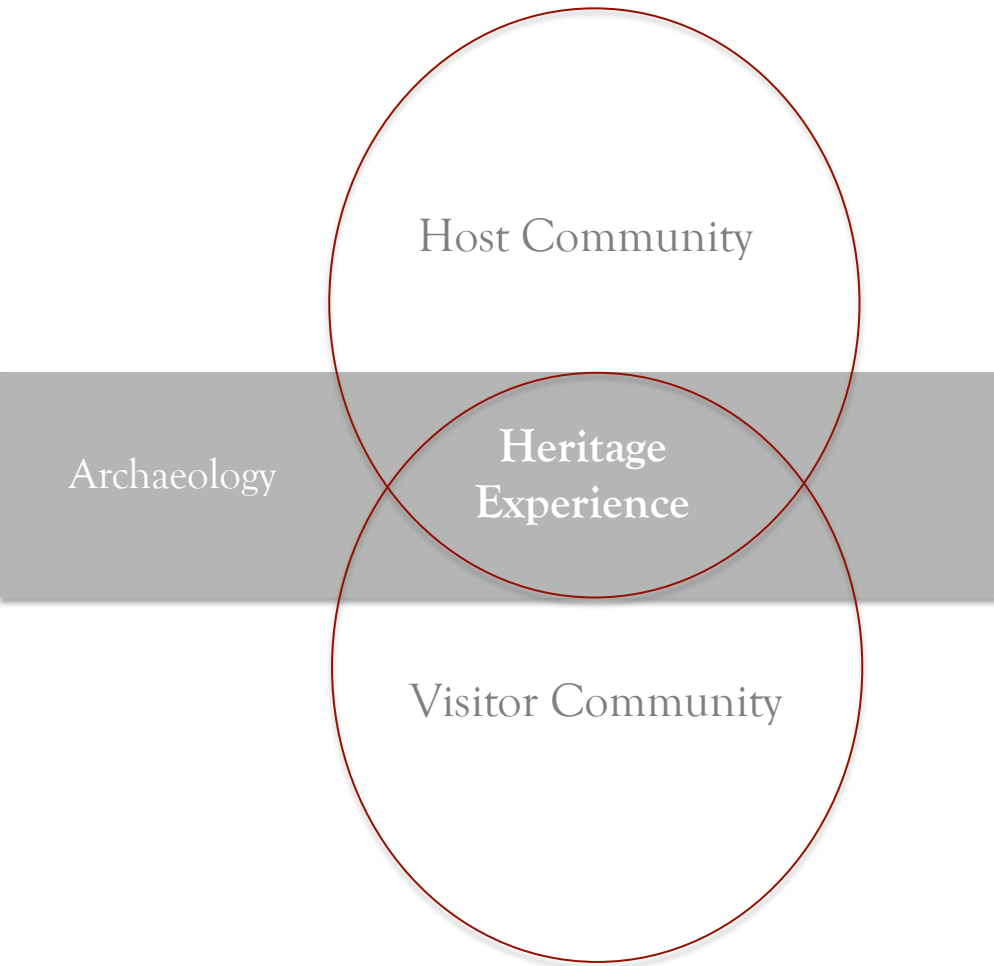 Host Community
Archaeology
Heritage
Experience
Visitor Community